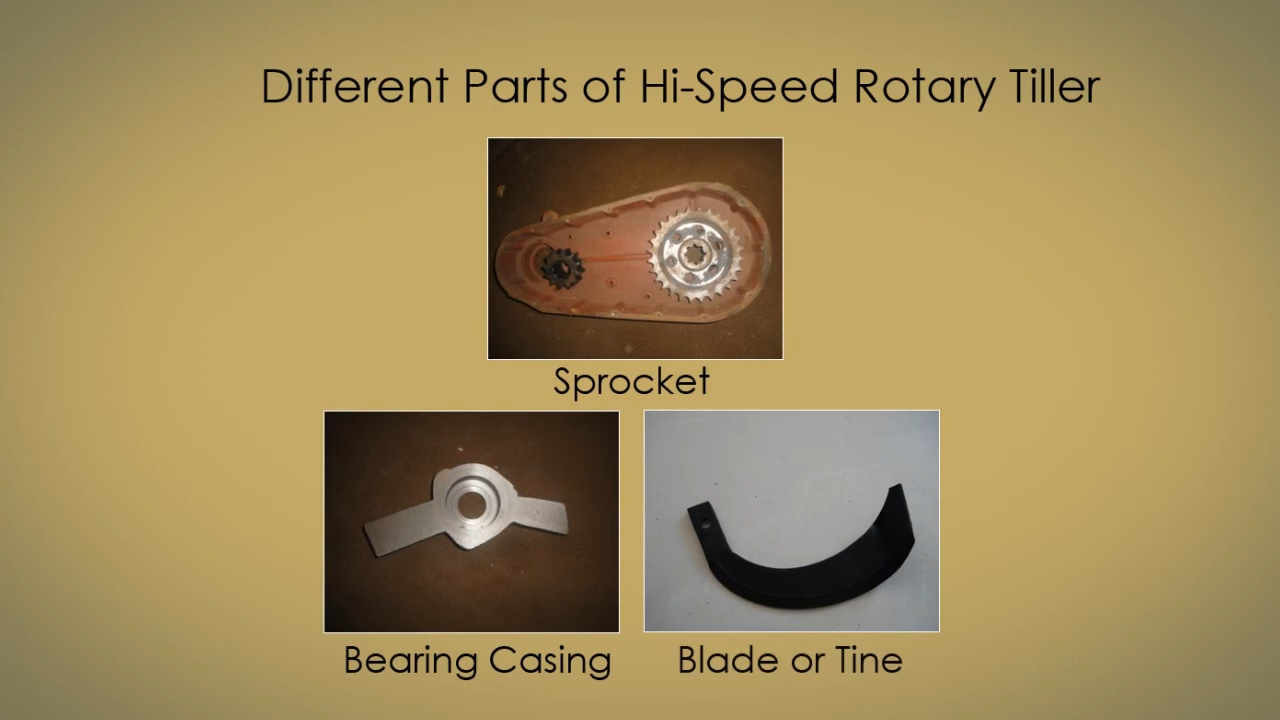 Different Parts of Hi-Speed Rotary Tiller
Sprocket
Bearing Casing
Blade or Tine